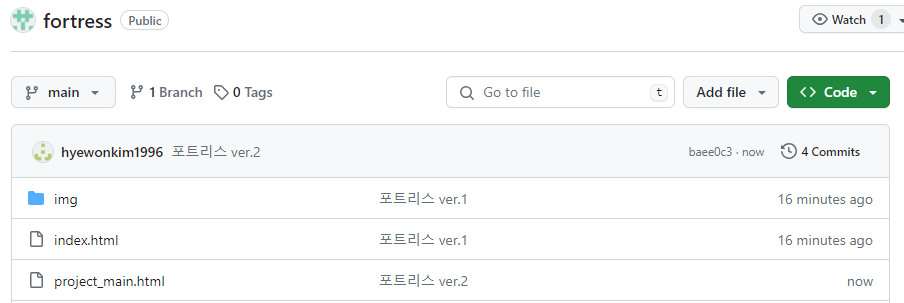 fortress Public Watch 1
main 1 Branch 0 Tags Go to file t Add file Code
hyewonkim1996 포트리스 ver.2 baee0c3 · now 4 Commits
img 포트리스 ver.1 16 minutes ago
index.html 포트리스 ver.1 16 minutes ago
project_main.html 포트리스 ver.2 now